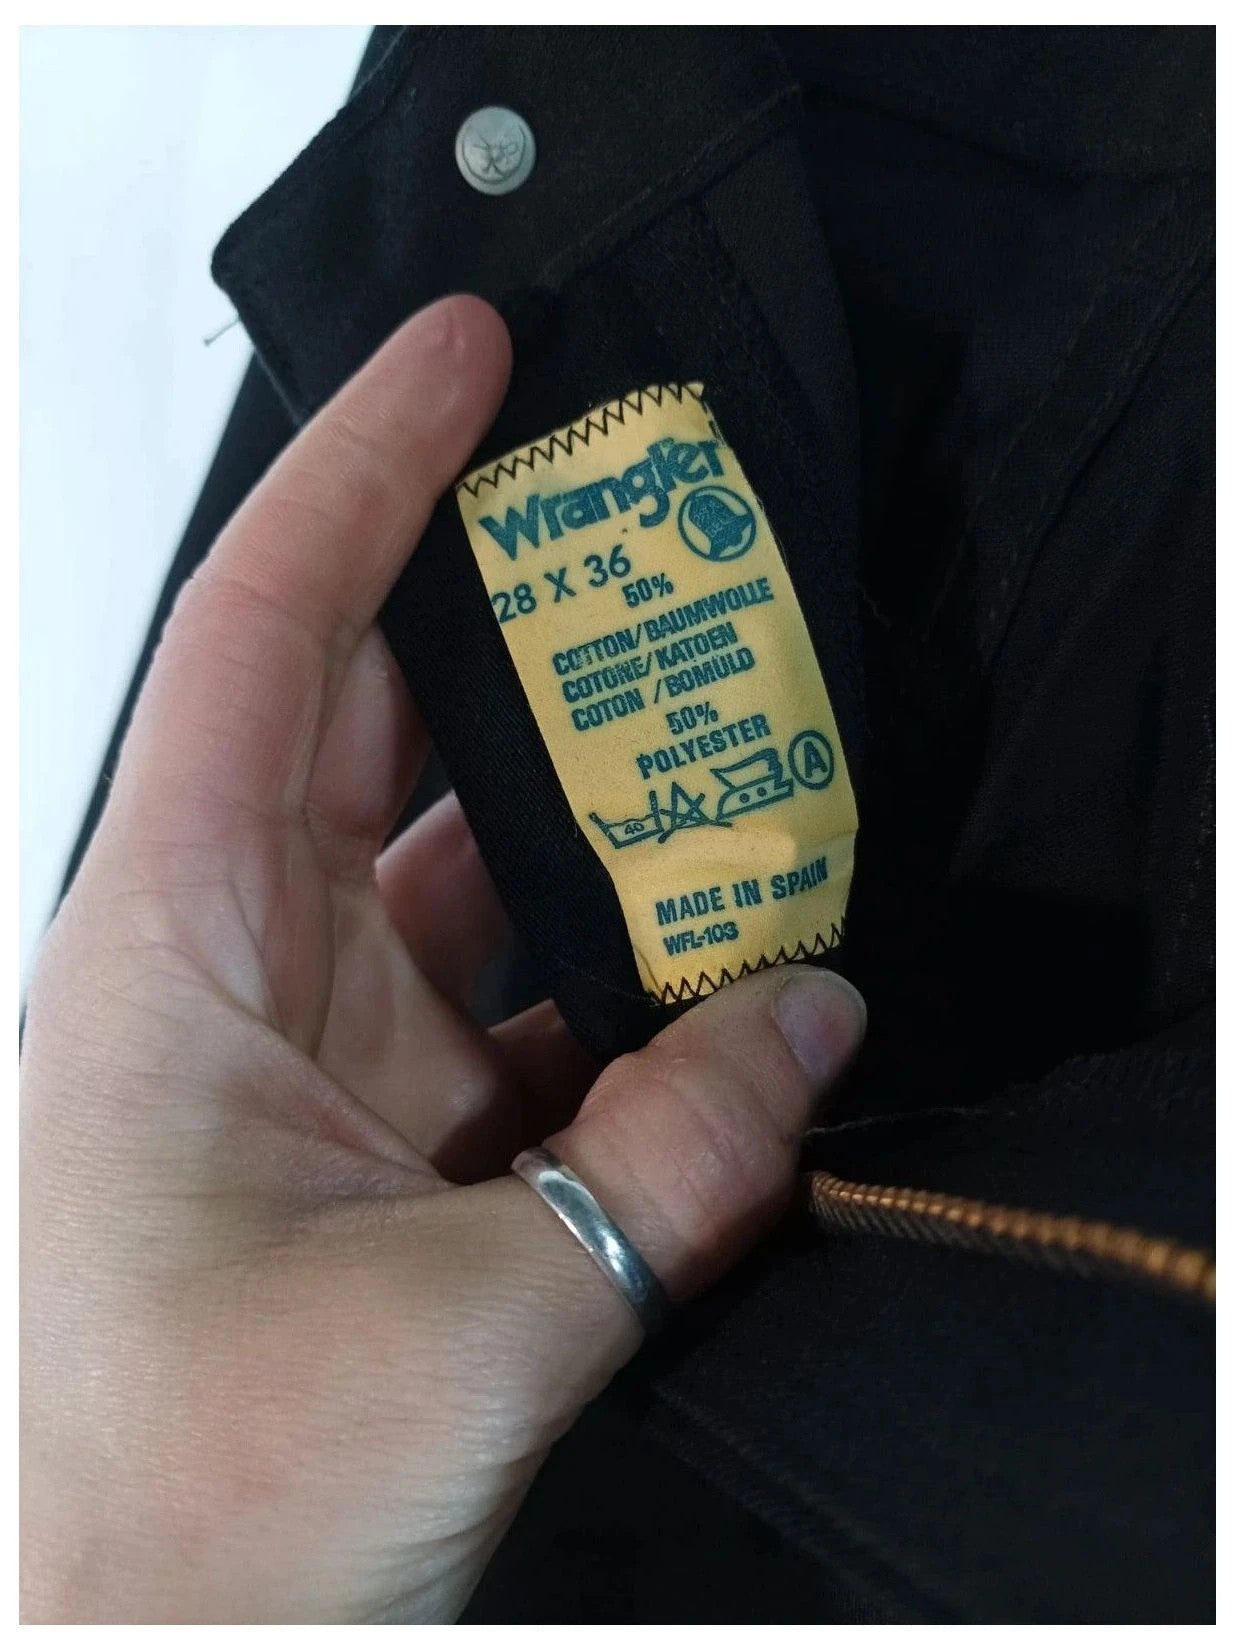 Wrangler
28 X 36
50%
COTTON/BAUMWOLLE
COTONE/KATOEN
COTON /BOMULD
50%
POLYESTER
40 A
MADE IN SPAIN
WFL-103